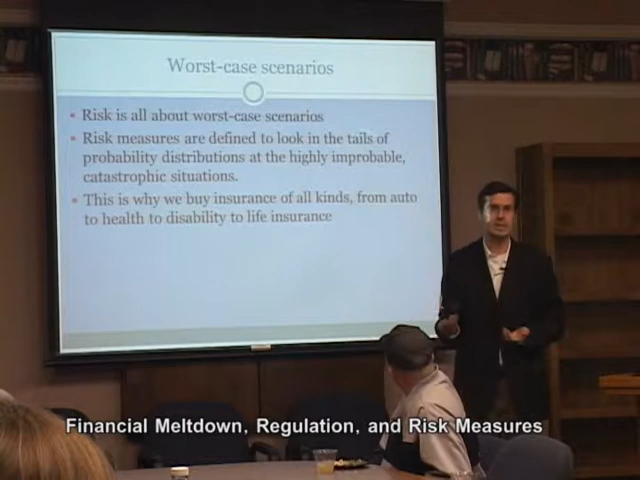 Worst-case scenarios
Risk is all about worst-case scenarios
Risk measures are defined to look in the tails of
probability distributions at the highly improbable,
catastrophic situations.
This is why we buy insurance of all kinds, from auto
to health to disability to life insurance
Financial Meltdown, Regulation, and Risk Measures